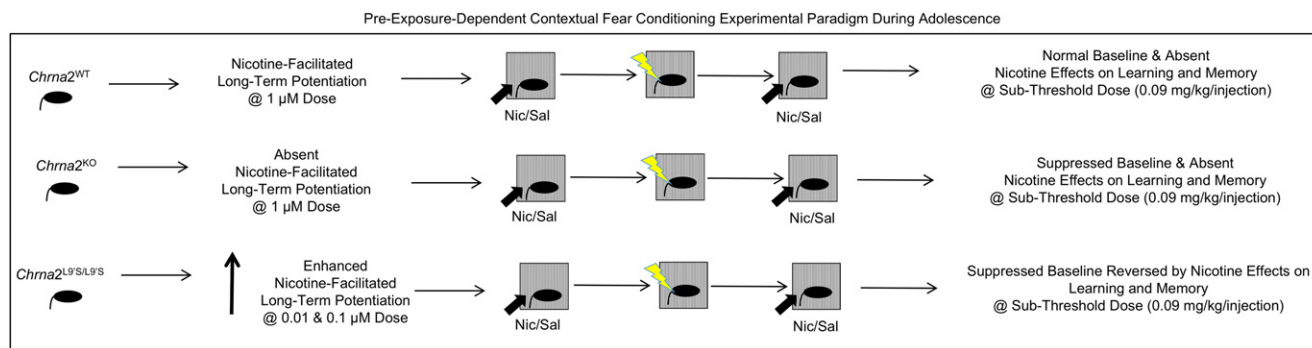 Pre-Exposure-Dependent Contextual Fear Conditioning Experimental Paradigm During Adolescence
Chrna2WT
Nicotine-Facilitated
Long-Term Potentiation
@ 1 µM Dose
Nic/Sal
Nic/Sal
Normal Baseline & Absent
Nicotine Effects on Learning and Memory
@ Sub-Threshold Dose (0.09 mg/kg/injection)
Chrna2KO
Absent
Nicotine-Facilitated
Long-Term Potentiation
@ 1 µM Dose
Nic/Sal
Nic/Sal
Suppressed Baseline & Absent
Nicotine Effects on Learning and Memory
@ Sub-Threshold Dose (0.09 mg/kg/injection)
Chrna2L9'S/L9'S
Enhanced
Nicotine-Facilitated
Long-Term Potentiation
@ 0.01 & 0.1 µM Dose
Nic/Sal
Nic/Sal
Suppressed Baseline Reversed by Nicotine Effects on
Learning and Memory
@ Sub-Threshold Dose (0.09 mg/kg/injection)